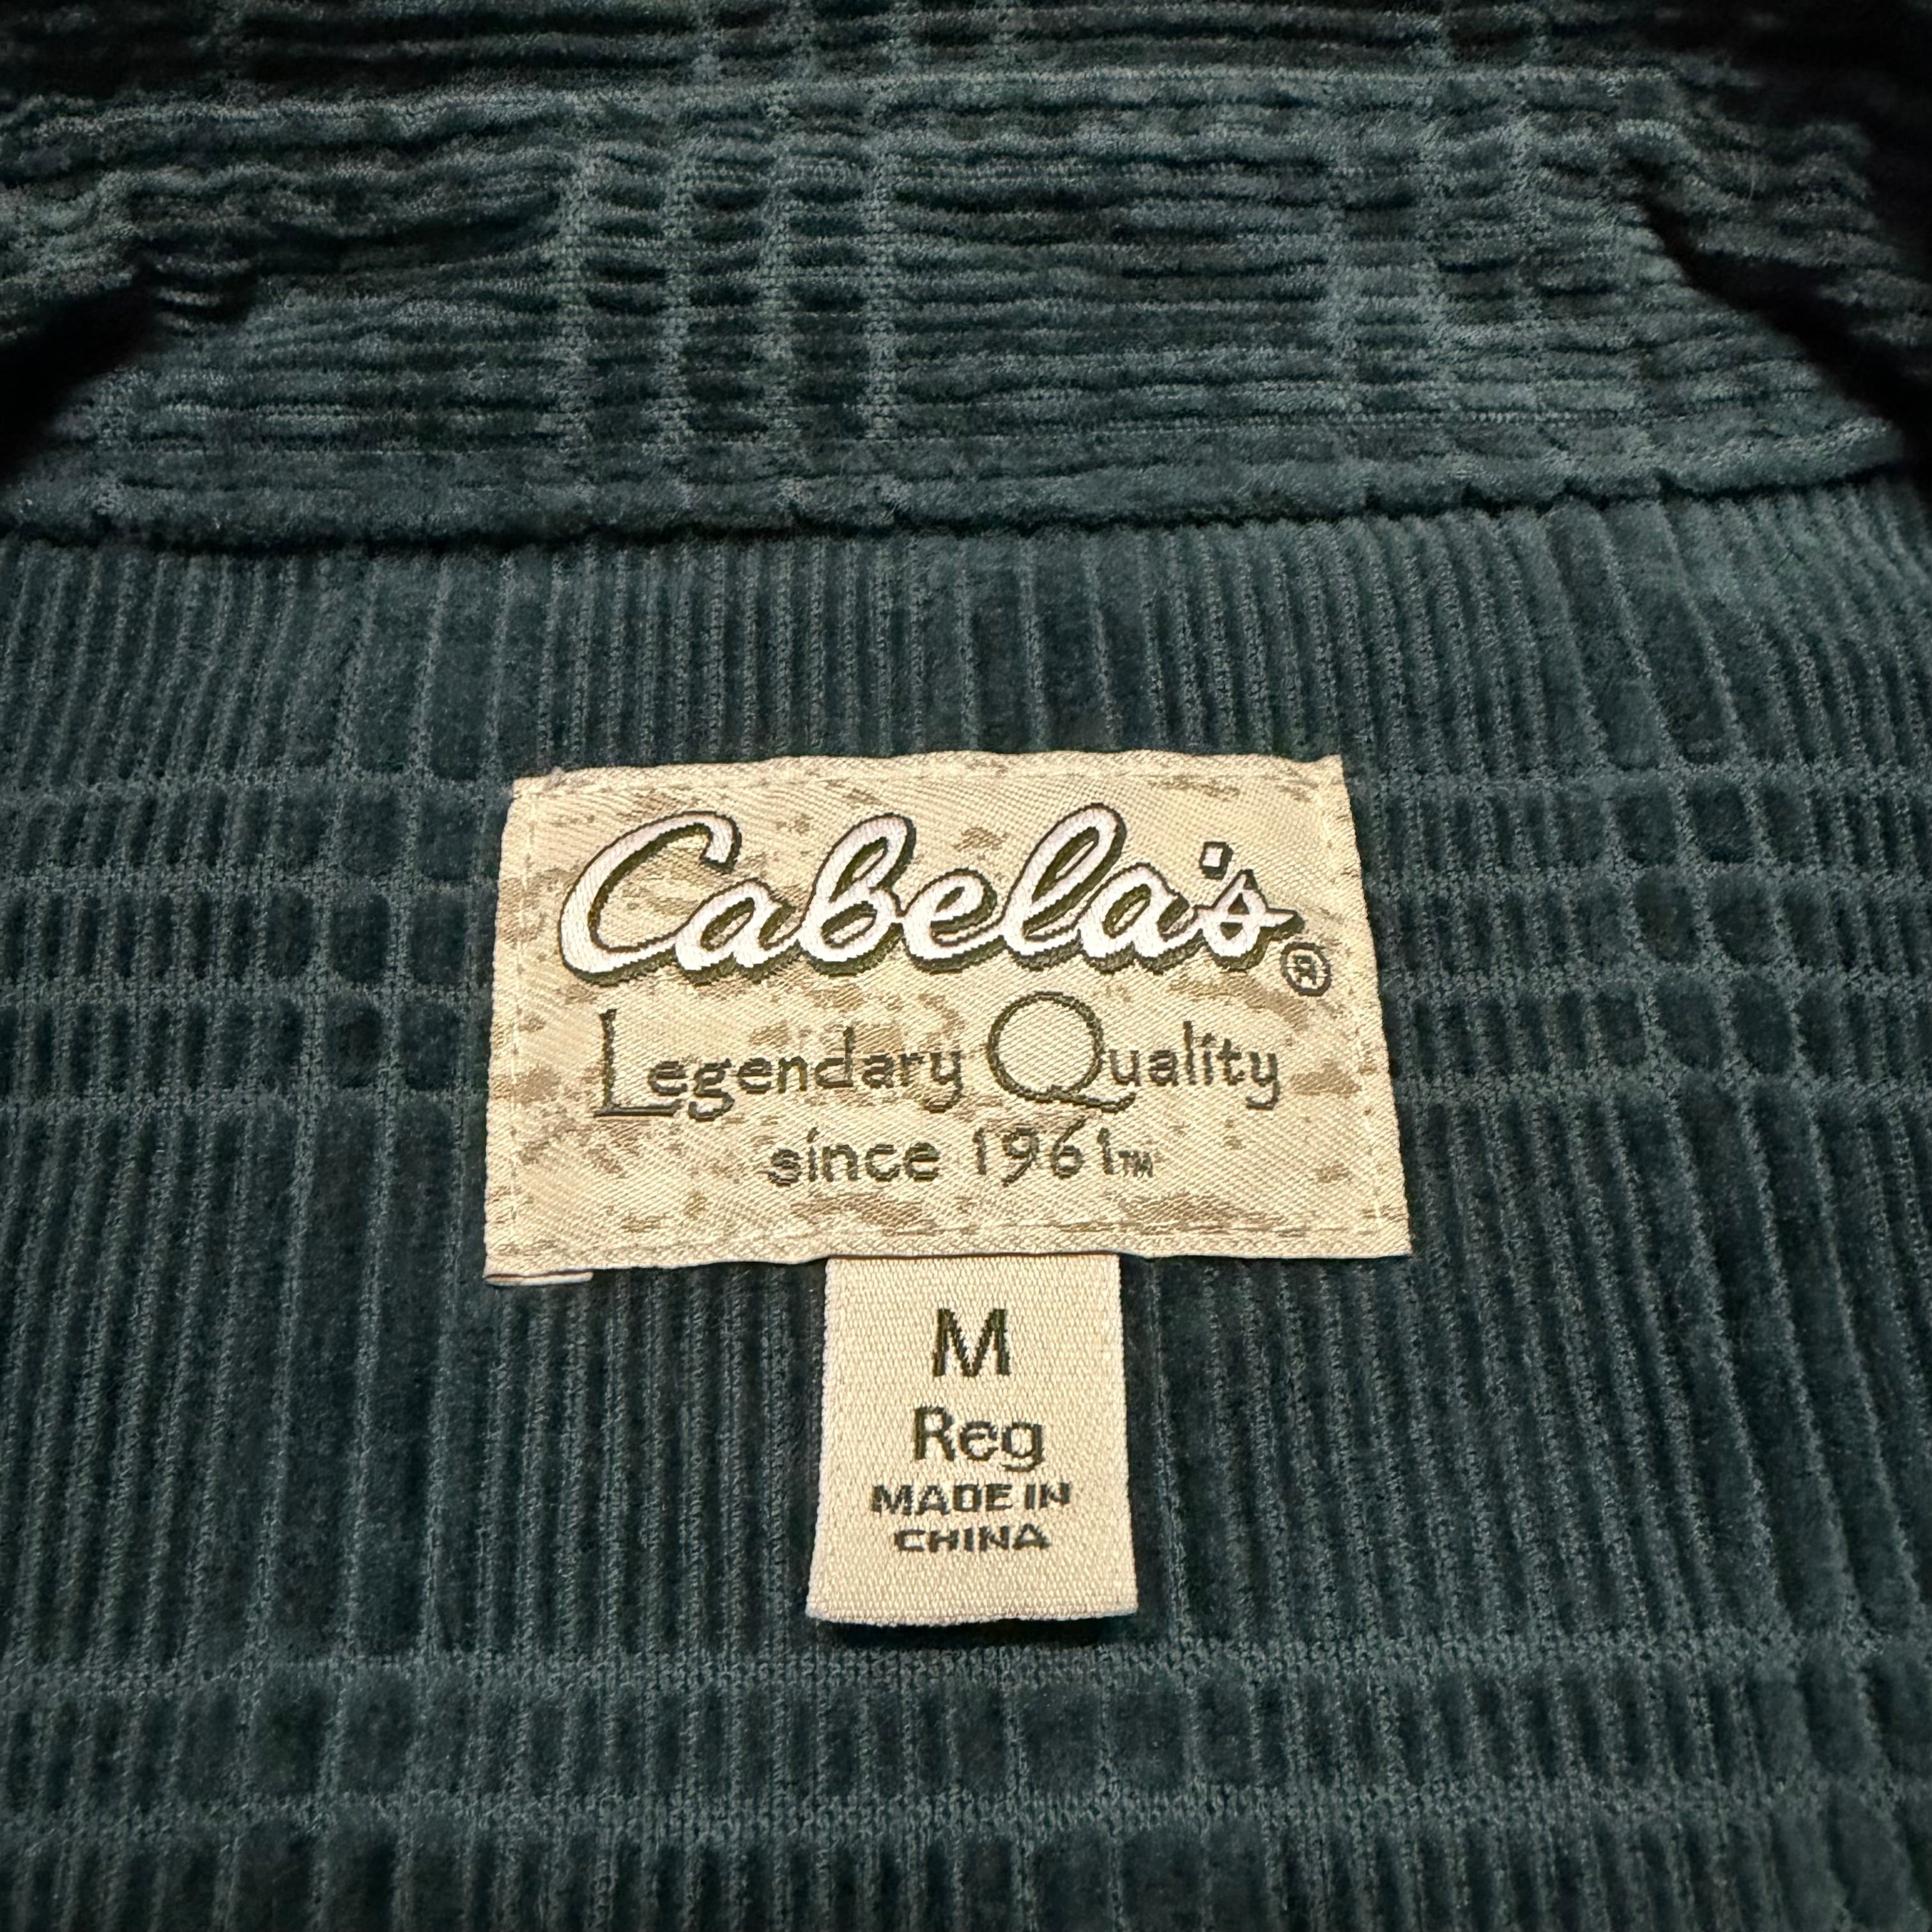 Cabela's®
Legendary Quality
since 1961™
M
Reg
MADE IN
CHINA